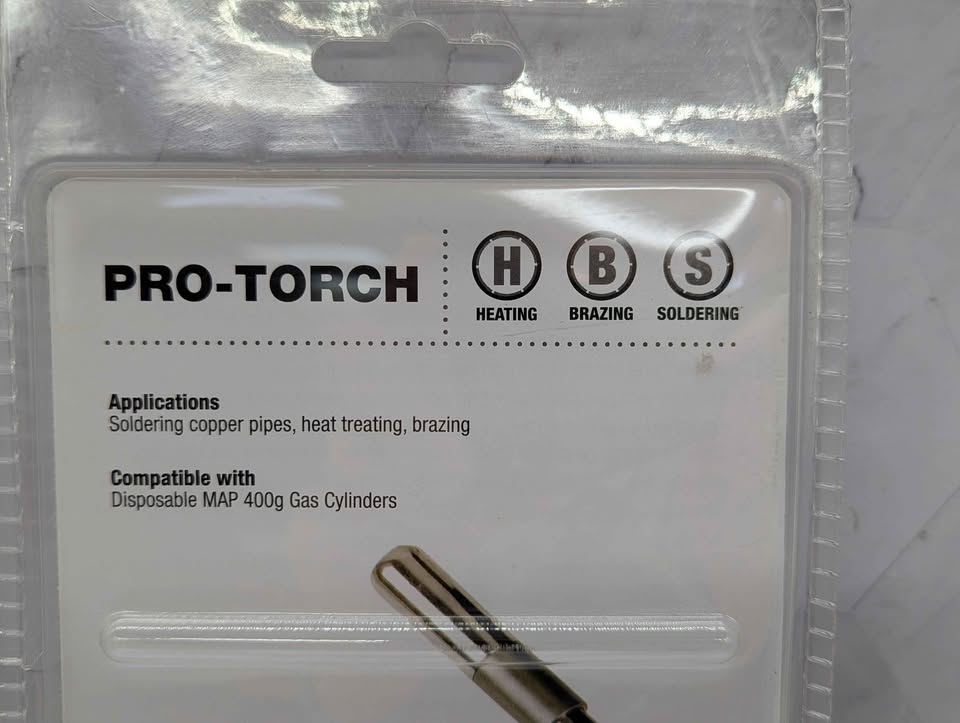 PRO-TORCH
H B S
HEATING BRAZING SOLDERING
Applications
Soldering copper pipes, heat treating, brazing
Compatible with
Disposable MAP 400g Gas Cylinders